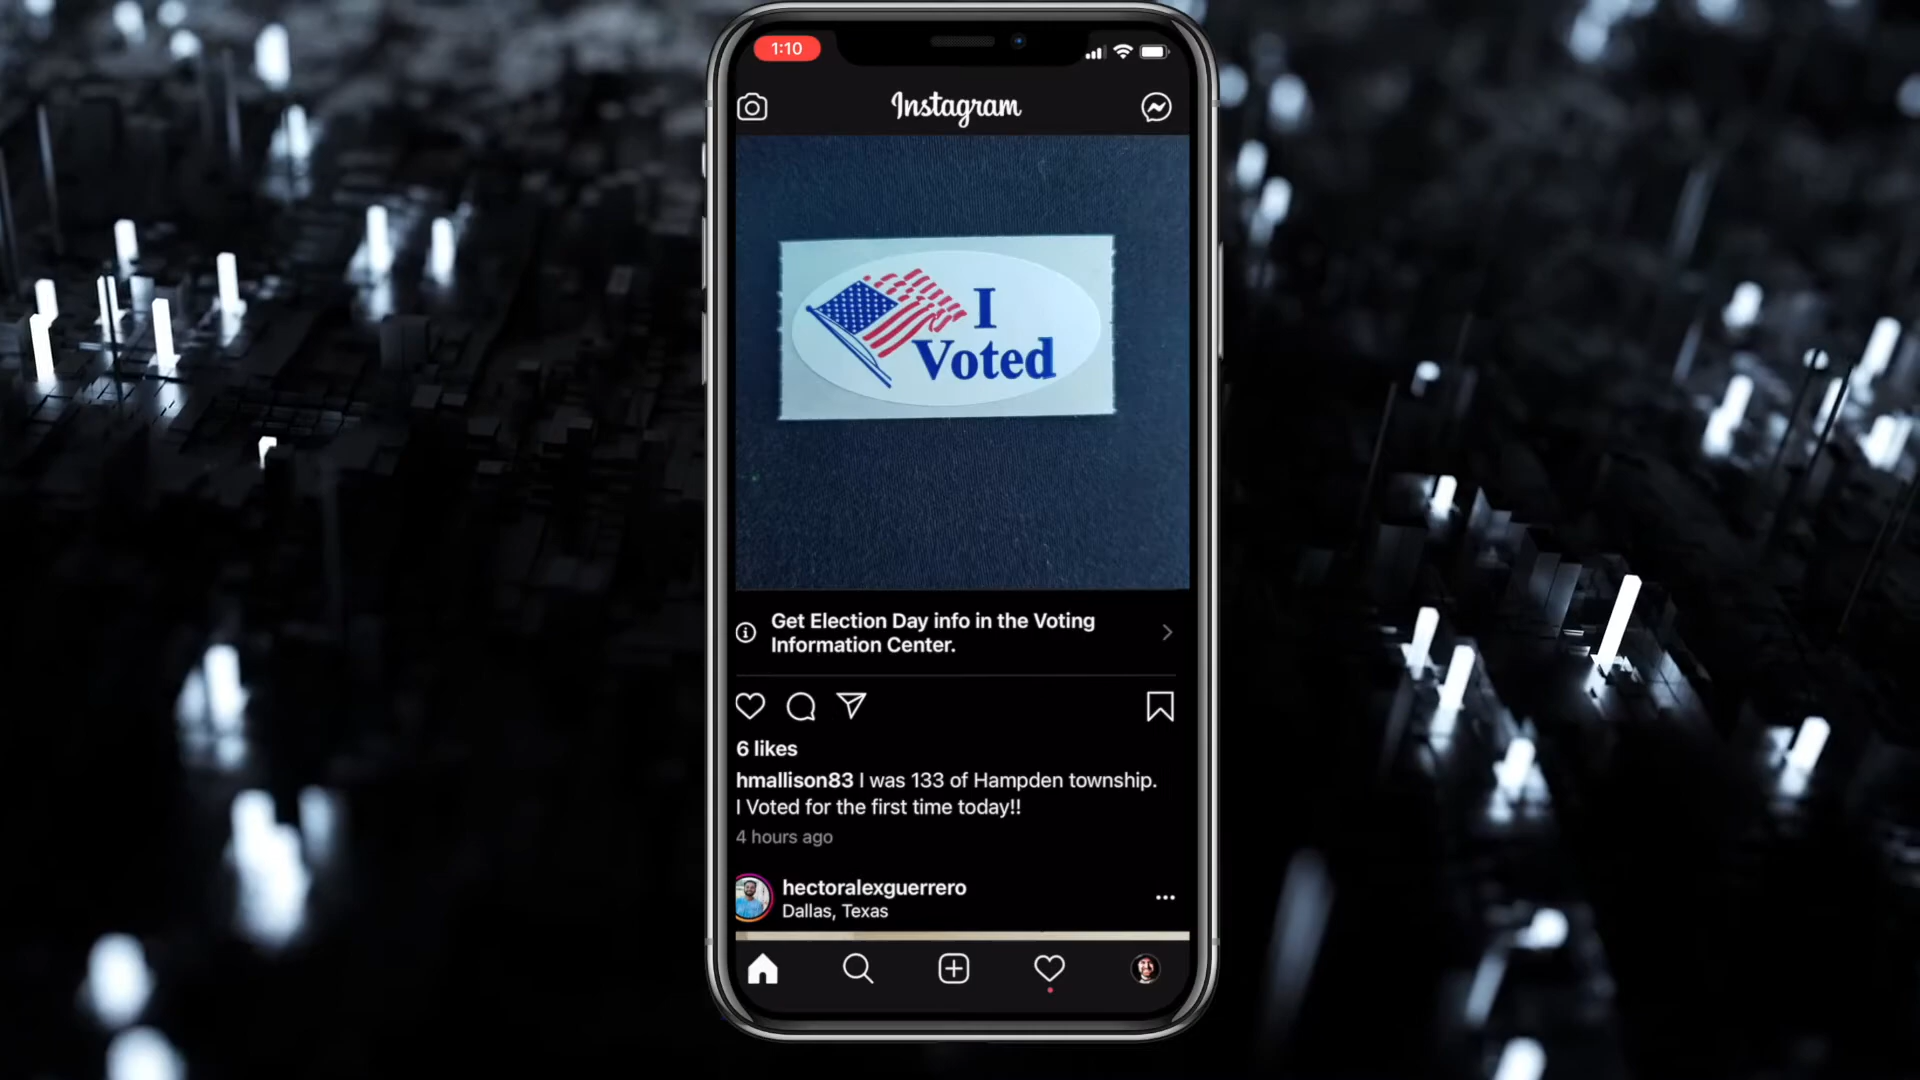 1:10
Instagram
I
Voted
Get Election Day info in the Voting
Information Center.
6 likes
hmallison83 I was 133 of Hampden township.
I Voted for the first time today!!
4 hours ago
hectoralexguerrero
Dallas, Texas